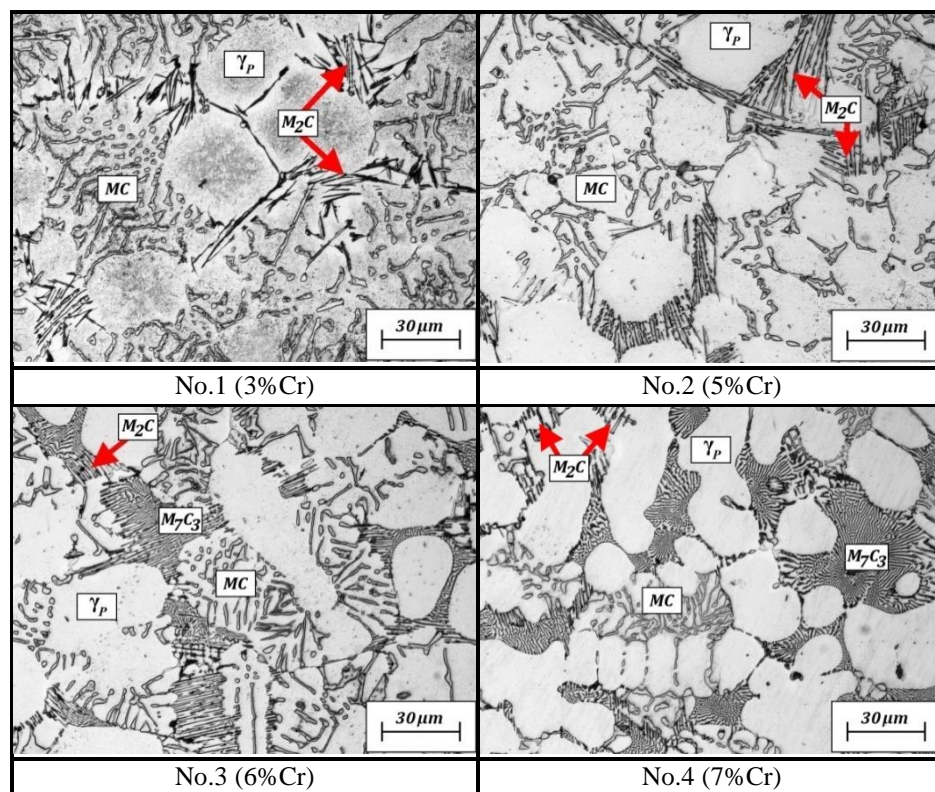 γP
M2C
MC
30μm
No.1 (3%Cr)
γP
M2C
MC
30μm
No.2 (5%Cr)
M2C
M7C3
MC
γP
30μm
No.3 (6%Cr)
γP
M2C
M7C3
MC
30μm
No.4 (7%Cr)